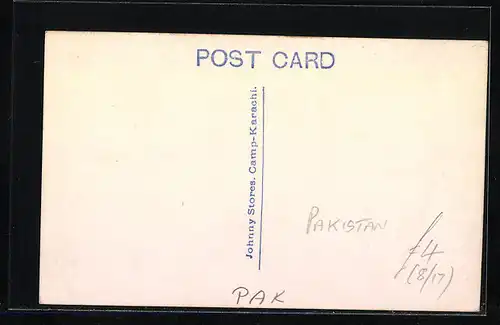 POST CARD
Johnny Stores. Camp-Karachi.
PAKISTAN
£4
(8/17)
PAK